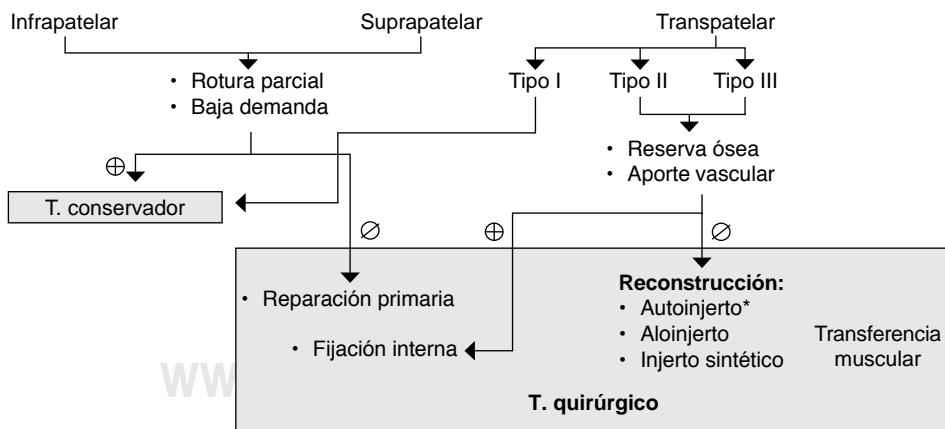 Infrapatelar
Suprapatelar
Transpatelar
• Rotura parcial
• Baja demanda
Tipo I
Tipo II
Tipo III
• Reserva ósea
• Aporte vascular
⊕
T. conservador
∅
⊕
∅
• Reparación primaria
• Fijación interna
Reconstrucción:
• Autoinjerto*
• Aloinjerto
• Injerto sintético
Transferencia
muscular
T. quirúrgico